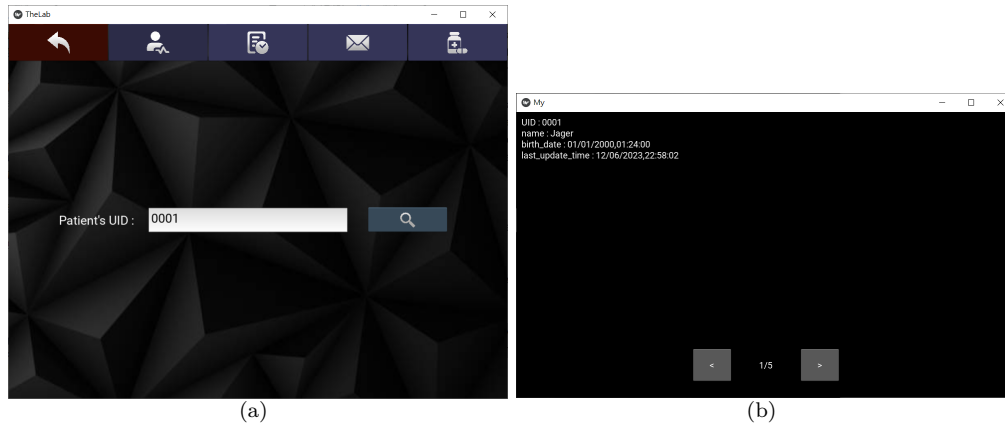 TheLab
Patient's UID :
0001
(a)
My
UID : 0001
name : Jager
birth_date : 01/01/2000,01:24:00
last_update_time : 12/06/2023,22:58:02
< 1/5 >
(b)